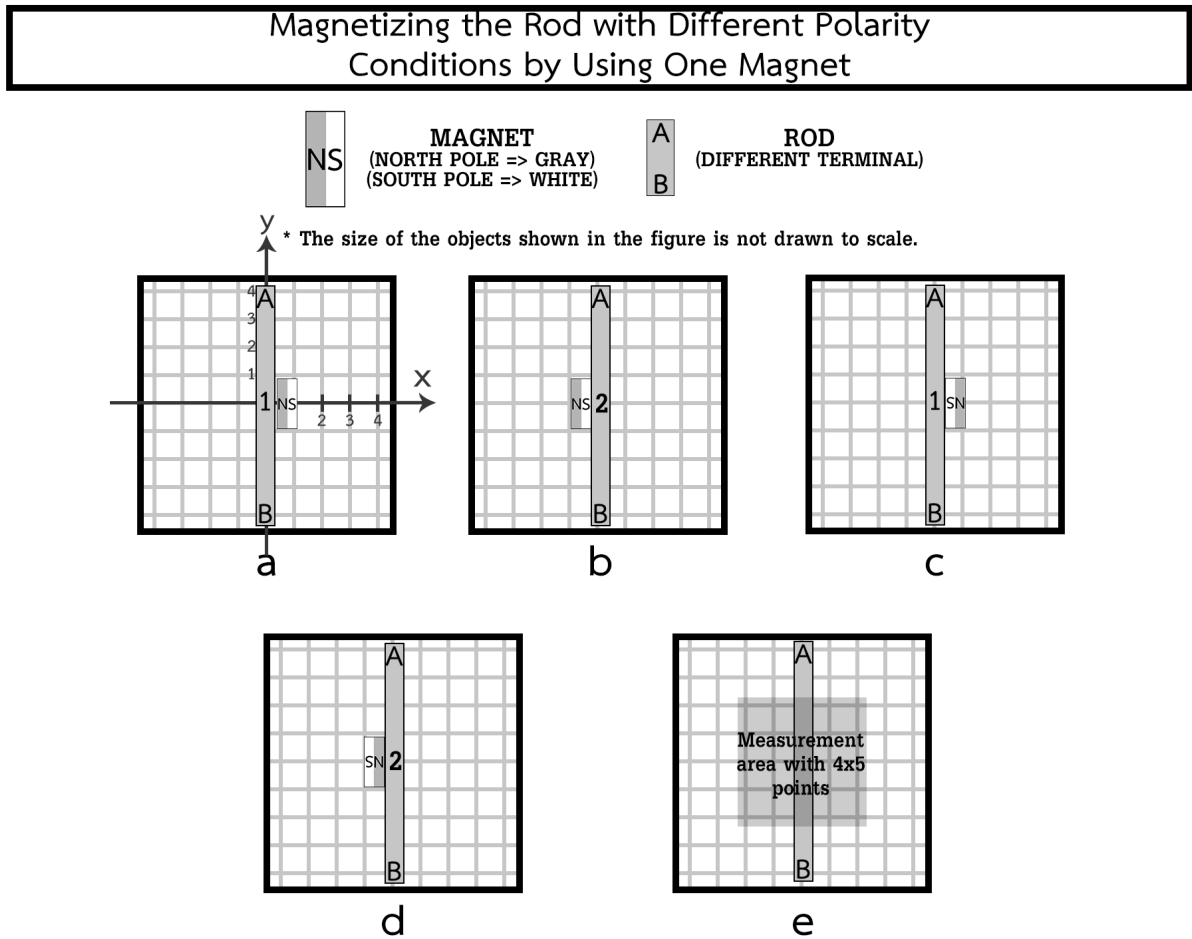 Magnetizing the Rod with Different Polarity
Conditions by Using One Magnet
NS
MAGNET
(NORTH POLE => GRAY)
(SOUTH POLE => WHITE)
A
B
ROD
(DIFFERENT TERMINAL)
y
* The size of the objects shown in the figure is not drawn to scale.
4
3
2
1
A
1
NS
B
x
2
3
4
a
A
NS
2
B
b
A
1
SN
B
c
A
SN
2
B
d
A
Measurement
area with 4x5
points
B
e